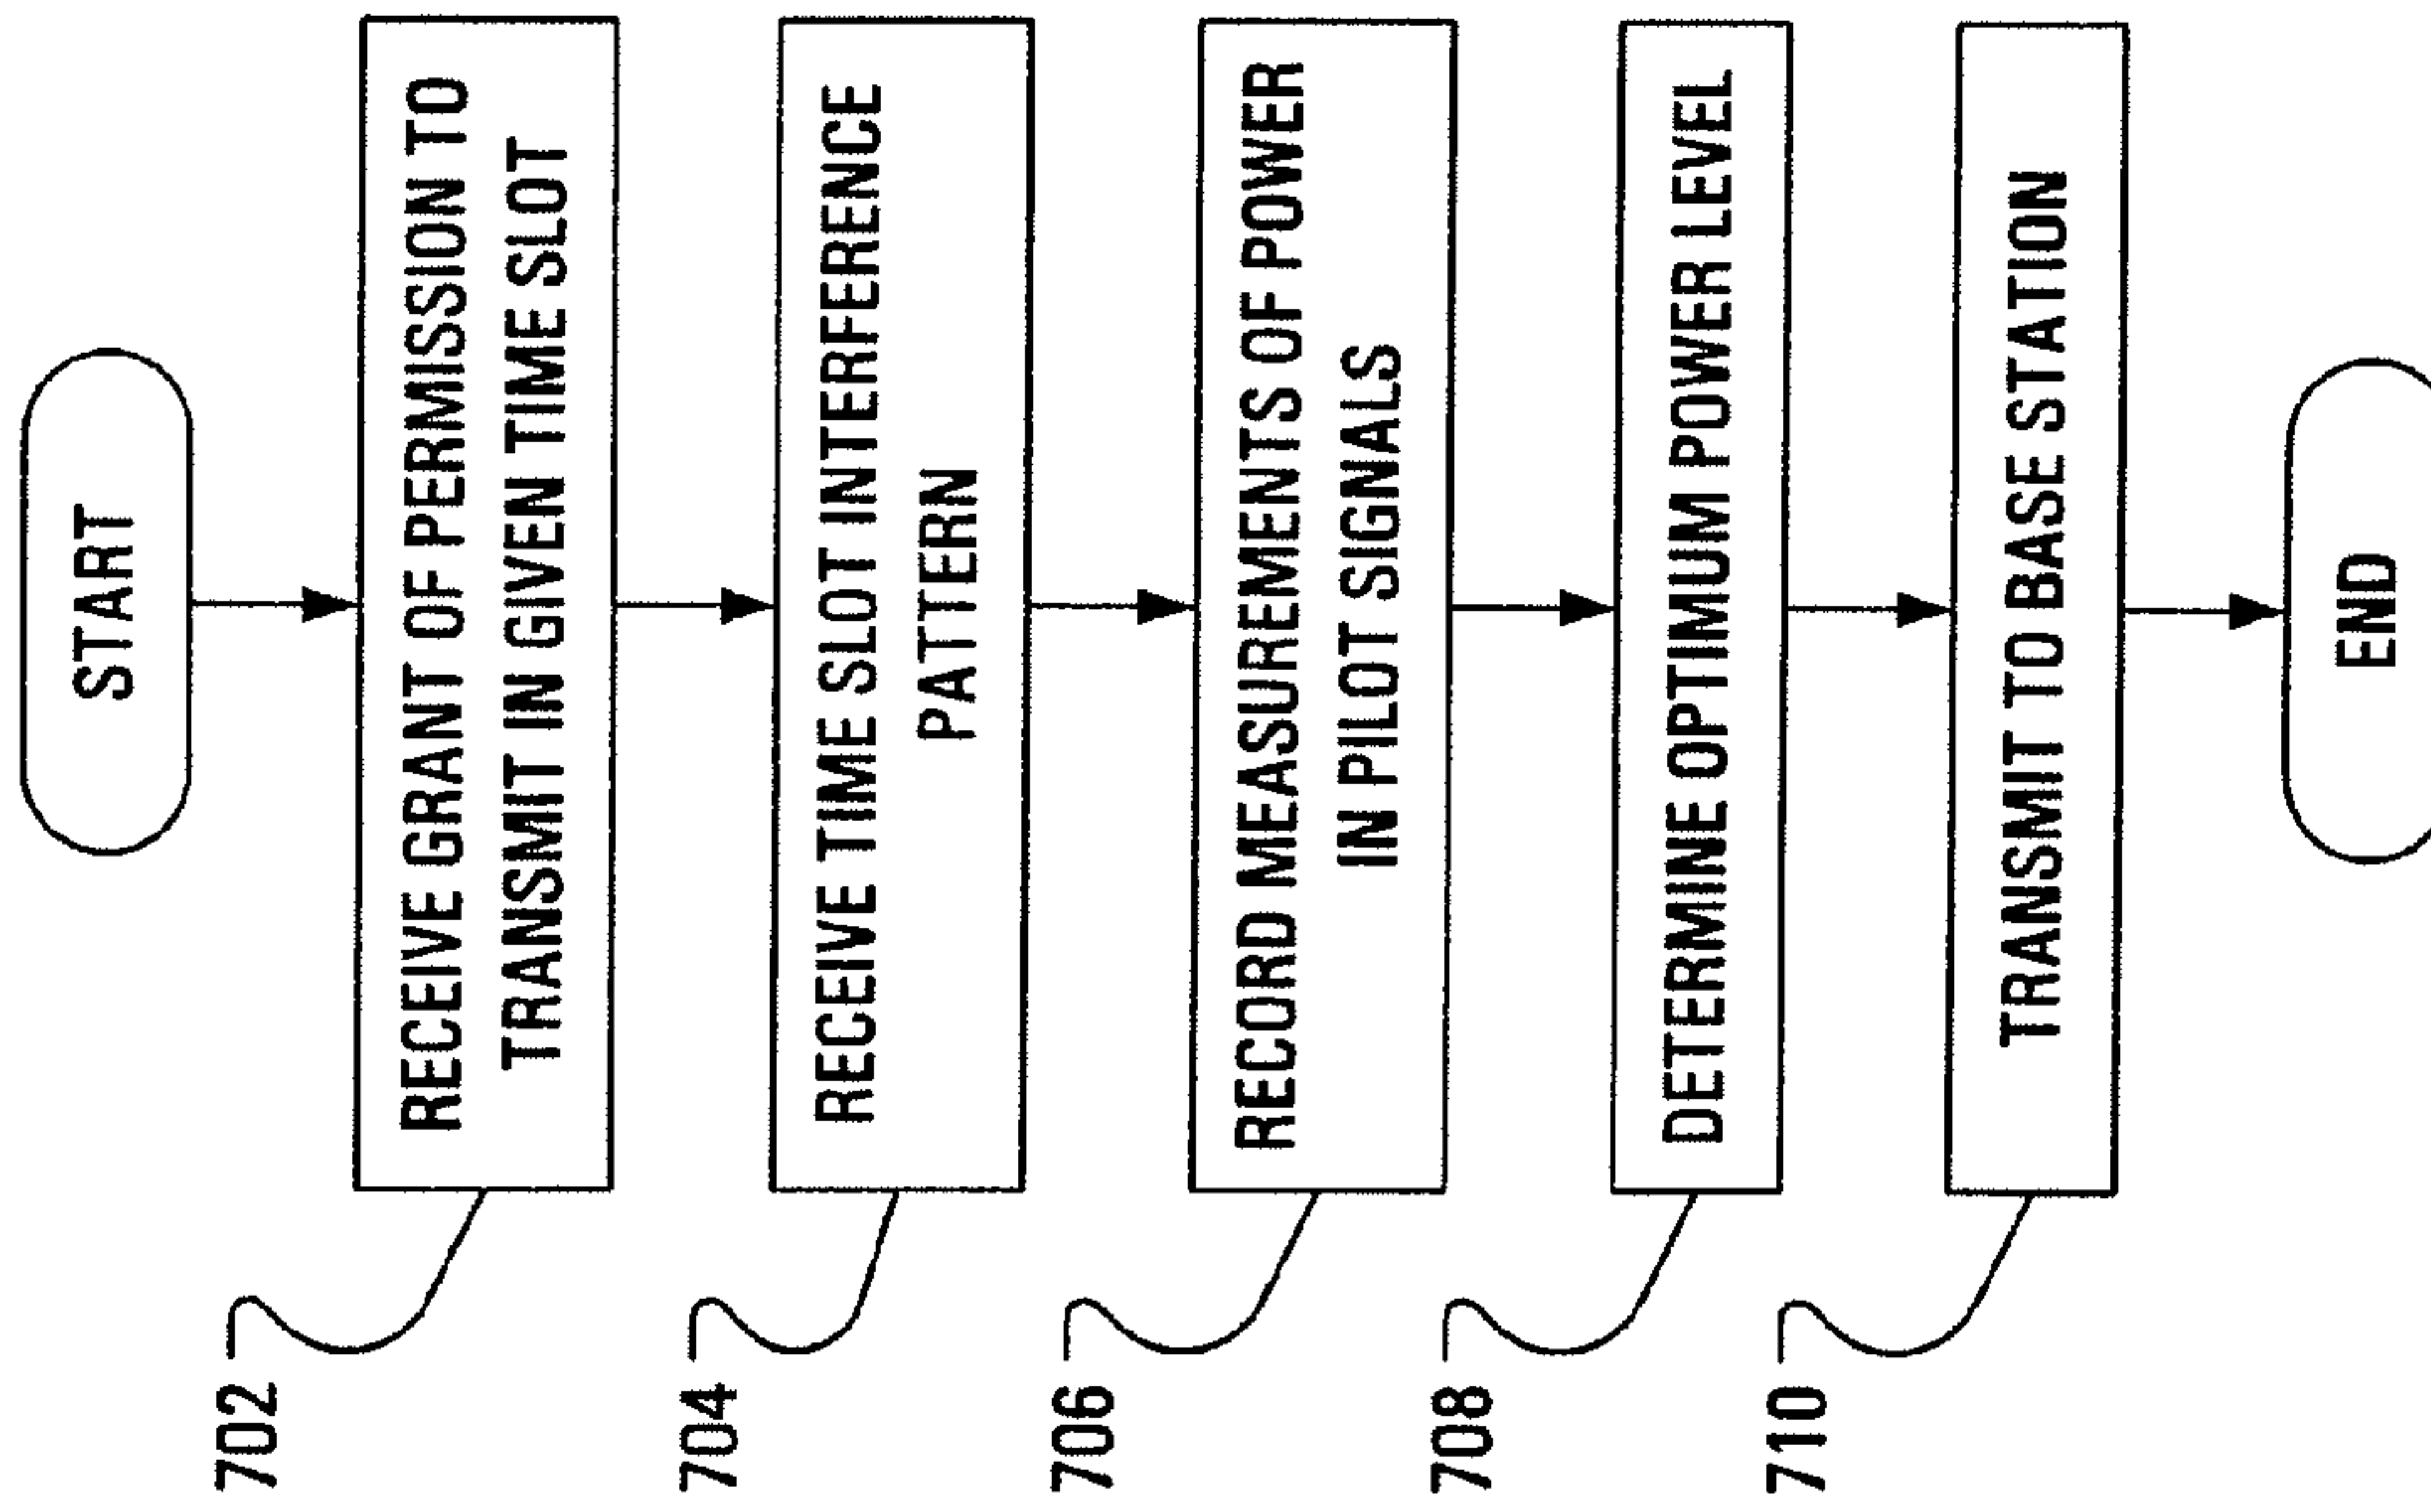 START
702
RECEIVE GRANT OF PERMISSION TO
TRANSMIT IN GIVEN TIME SLOT
704
RECEIVE TIME SLOT INTERFERENCE
PATTERN
706
RECORD MEASUREMENTS OF POWER
IN PILOT SIGNALS
708
DETERMINE OPTIMUM POWER LEVEL
710
TRANSMIT TO BASE STATION
END